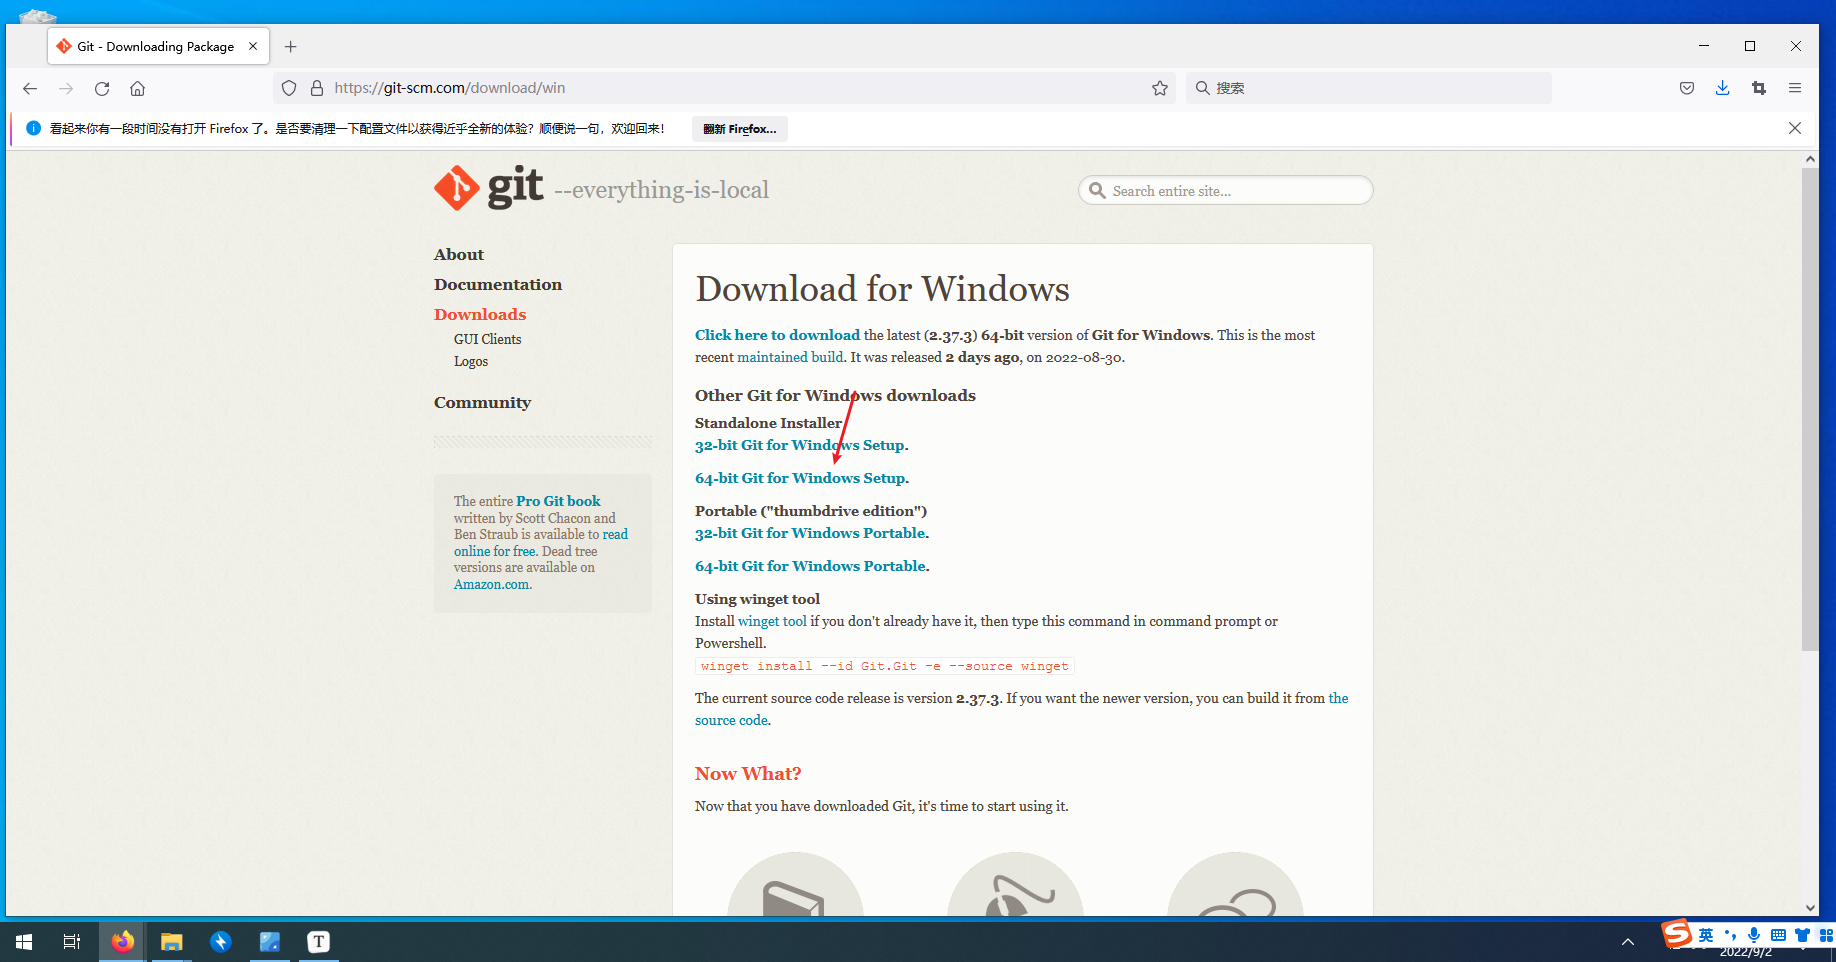 Git - Downloading Package
https://git-scm.com/download/win
搜索
看起来你有一段时间没有打开 Firefox 了。是否要清理一下配置文件以获得近乎全新的体验？顺便说一句，欢迎回来！
翻新 Firefox...
git --everything-is-local
Search entire site...
About
Documentation
Downloads
GUI Clients
Logos
Community
The entire Pro Git book
written by Scott Chacon and
Ben Straub is available to read
online for free. Dead tree
versions are available on
Amazon.com.
Download for Windows
Click here to download the latest (2.37.3) 64-bit version of Git for Windows. This is the most
recent maintained build. It was released 2 days ago, on 2022-08-30.
Other Git for Windows downloads
Standalone Installer
32-bit Git for Windows Setup.
64-bit Git for Windows Setup.
Portable ("thumbdrive edition")
32-bit Git for Windows Portable.
64-bit Git for Windows Portable.
Using winget tool
Install winget tool if you don't already have it, then type this command in command prompt or
Powershell.
winget install --id Git.Git -e --source winget
The current source code release is version 2.37.3. If you want the newer version, you can build it from the
source code.
Now What?
Now that you have downloaded Git, it's time to start using it.
T
S 英
2022/9/2